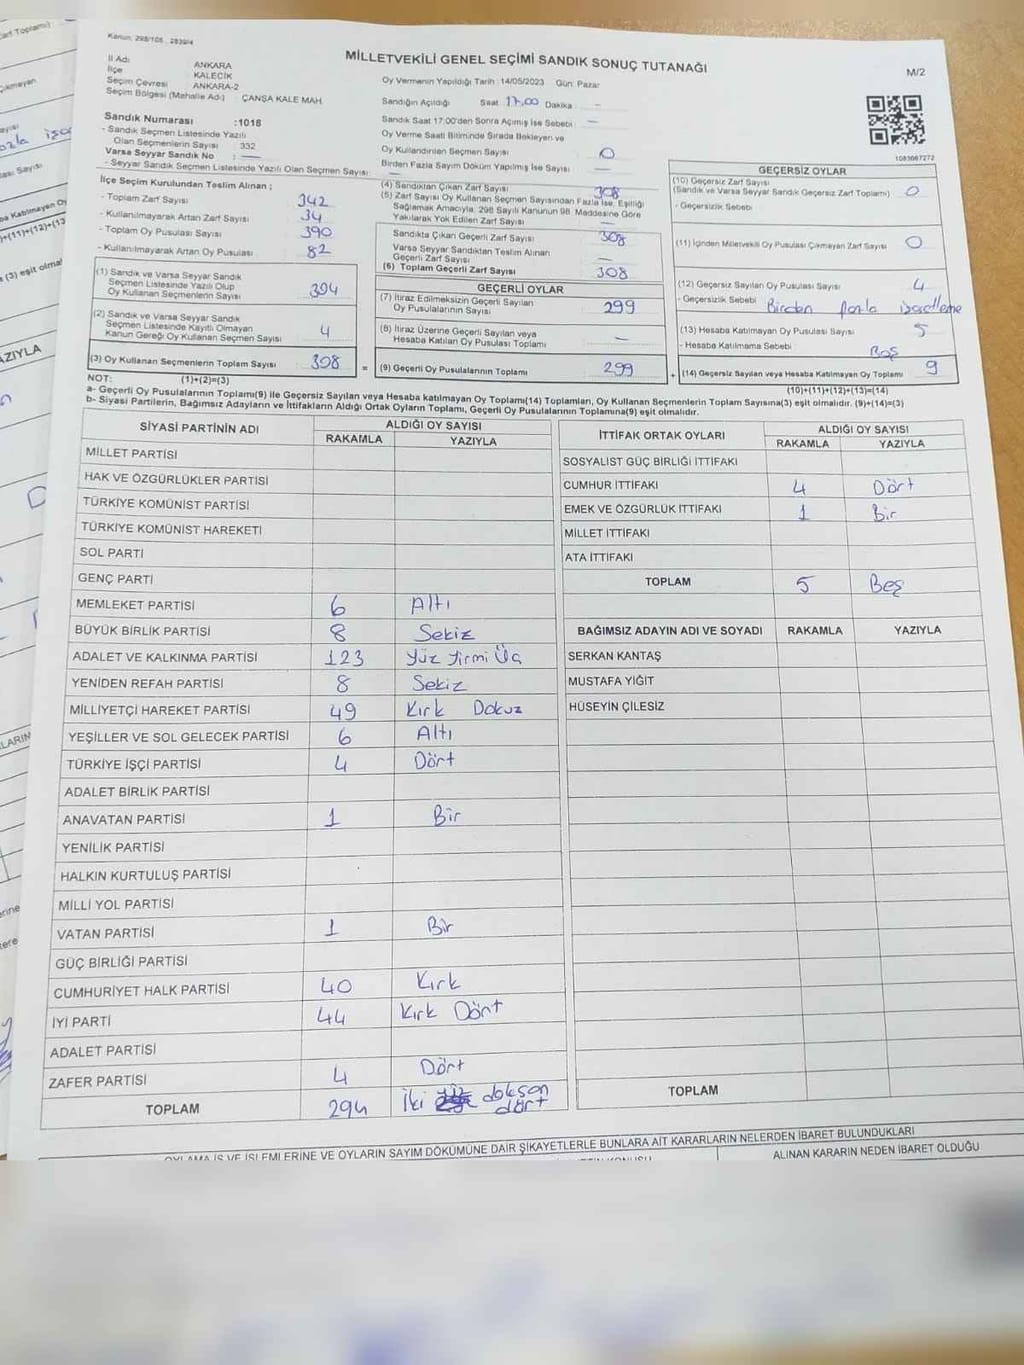 Kanun: 298/105 , 2839/4
MİLLETVEKİLİ GENEL SEÇİMİ SANDIK SONUÇ TUTANAĞI
M/2
İl Adı ANKARA
İlçe KALECİK
Seçim Çevresi ANKARA-2
Seçim Bölgesi (Mahalle Adı) ÇANŞA KALE MAH.
Sandık Numarası :1018
- Sandık Seçmen Listesinde Yazılı
Olan Seçmenlerin Sayısı : 332
Varsa Seyyar Sandık No : —
- Seyyar Sandık Seçmen Listesinde Yazılı Olan Seçmen Sayısı: —
Oy Vermenin Yapıldığı Tarih : 14/05/2023 Gün: Pazar
Sandığın Açıldığı Saat 17.00 Dakika : —
Sandık Saat 17:00'den Sonra Açımış İse Sebebi : —
Oy Verme Saati Bitiminde Sırada Bekleyen ve
Oy Kullandırılan Seçmen Sayısı : 0
Birden Fazla Sayım Döküm Yapılmış İse Sayısı : —
1083667272
İlçe Seçim Kurulundan Teslim Alınan ;
- Toplam Zarf Sayısı : 342
- Kullanılmayarak Artan Zarf Sayısı : 34
- Toplam Oy Pusulası Sayısı : 390
- Kullanılmayarak Artan Oy Pusulası : 82
(1) Sandık ve Varsa Seyyar Sandık
Seçmen Listesinde Yazılı Olup
Oy Kullanan Seçmenlerin Sayısı 304
(2) Sandık ve Varsa Seyyar Sandık
Seçmen Listesinde Kayıtlı Olmayan
Kanun Gereği Oy Kullanan Seçmen Sayısı 4
(3) Oy Kullanan Seçmenlerin Toplam Sayısı 308 =
(4) Sandıktan Çıkan Zarf Sayısı 308
(5) Zarf Sayısı Oy Kullanan Seçmen Sayısından Fazla İse, Eşitliği
Sağlamak Amacıyla, 298 Sayılı Kanunun 98. Maddesine Göre
Yakılarak Yok Edilen Zarf Sayısı —
Sandıkta Çıkan Geçerli Zarf Sayısı 308
Varsa Seyyar Sandıktan Teslim Alınan
Geçerli Zarf Sayısı —
(6) Toplam Geçerli Zarf Sayısı 308
GEÇERLİ OYLAR
(7) İtiraz Edilmeksizin Geçerli Sayılan
Oy Pusulalarının Sayısı 299
(8) İtiraz Üzerine Geçerli Sayılan veya
Hesaba Katılan Oy Pusulası Toplamı —
(9) Geçerli Oy Pusulalarının Toplamı 299 +
GEÇERSİZ OYLAR
(10) Geçersiz Zarf Sayısı
(Sandık ve Varsa Seyyar Sandık Geçersiz Zarf Toplamı) 0
- Geçersizlik Sebebi
(11) İçinden Milletvekili Oy Pusulası Çıkmayan Zarf Sayısı 0
(12) Geçersiz Sayılan Oy Pusulası Sayısı 4
- Geçersizlik Sebebi Birden fazla işaretleme
(13) Hesaba Katılmayan Oy Pusulası Sayısı 5
- Hesaba Katılmama Sebebi Boş
(14) Geçersiz Sayılan veya Hesaba Katılmayan Oy Toplamı 9
NOT: (1)+(2)=(3) (10)+(11)+(12)+(13)=(14)
a- Geçerli Oy Pusulalarının Toplamı(9) ile Geçersiz Sayılan veya Hesaba katılmayan Oy Toplamı(14) Toplamları, Oy Kullanan Seçmenlerin Toplam Sayısına(3) eşit olmalıdır. (9)+(14)=(3)
b- Siyasi Partilerin, Bağımsız Adayların ve İttifakların Aldığı Ortak Oyların Toplamı, Geçerli Oy Pusulalarının Toplamına(9) eşit olmalıdır.
SİYASİ PARTİNİN ADI ALDIĞI OY SAYISI
RAKAMLA YAZIYLA
MİLLET PARTİSİ
HAK VE ÖZGÜRLÜKLER PARTİSİ
TÜRKİYE KOMÜNİST PARTİSİ
TÜRKİYE KOMÜNİST HAREKETİ
SOL PARTİ
GENÇ PARTİ
MEMLEKET PARTİSİ 6 Altı
BÜYÜK BİRLİK PARTİSİ 8 Sekiz
ADALET VE KALKINMA PARTİSİ 123 Yüz Yirmi Üç
YENİDEN REFAH PARTİSİ 8 Sekiz
MİLLİYETÇİ HAREKET PARTİSİ 49 Kırk Dokuz
YEŞİLLER VE SOL GELECEK PARTİSİ 6 Altı
TÜRKİYE İŞÇİ PARTİSİ 4 Dört
ADALET BİRLİK PARTİSİ
ANAVATAN PARTİSİ 1 Bir
YENİLİK PARTİSİ
HALKIN KURTULUŞ PARTİSİ
MİLLİ YOL PARTİSİ
VATAN PARTİSİ 1 Bir
GÜÇ BİRLİĞİ PARTİSİ
CUMHURİYET HALK PARTİSİ 40 Kırk
İYİ PARTİ 44 Kırk Dört
ADALET PARTİSİ
ZAFER PARTİSİ 4 Dört
TOPLAM 294 İki doksan dört
İTTİFAK ORTAK OYLARI ALDIĞI OY SAYISI
RAKAMLA YAZIYLA
SOSYALİST GÜÇ BİRLİĞİ İTTİFAKI
CUMHUR İTTİFAKI 4 Dört
EMEK VE ÖZGÜRLÜK İTTİFAKI 1 Bir
MİLLET İTTİFAKI
ATA İTTİFAKI
TOPLAM 5 Beş
BAĞIMSIZ ADAYIN ADI VE SOYADI RAKAMLA YAZIYLA
SERKAN KANTAŞ
MUSTAFA YİĞİT
HÜSEYİN ÇİLESİZ
TOPLAM
OYLAMA İŞ VE İŞLEMLERİNE VE OYLARIN SAYIM DÖKÜMÜNE DAİR ŞİKAYETLERLE BUNLARA AİT KARARLARIN NELERDEN İBARET BULUNDUKLARI
ALINAN KARARIN NEDEN İBARET OLDUĞU